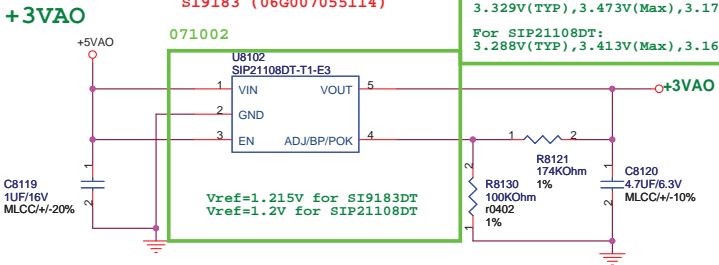 SI9183 (06G007055114)
3.329V(TYP),3.473V(Max),3.17
+3VAO
For SIP21108DT:
3.288V(TYP),3.413V(Max),3.16
071002
+5VAO
U8102
SIP21108DT-T1-E3
1 VIN VOUT 5
+3VAO
2 GND
3 EN ADJ/BP/POK 4
1 2
R8121
174KOhm
1%
1
2
C8119
1UF/16V
MLCC/+/-20%
2
1
R8130
100KOhm
r0402
1%
1
2
C8120
4.7UF/6.3V
MLCC/+/-10%
Vref=1.215V for SI9183DT
Vref=1.2V for SIP21108DT